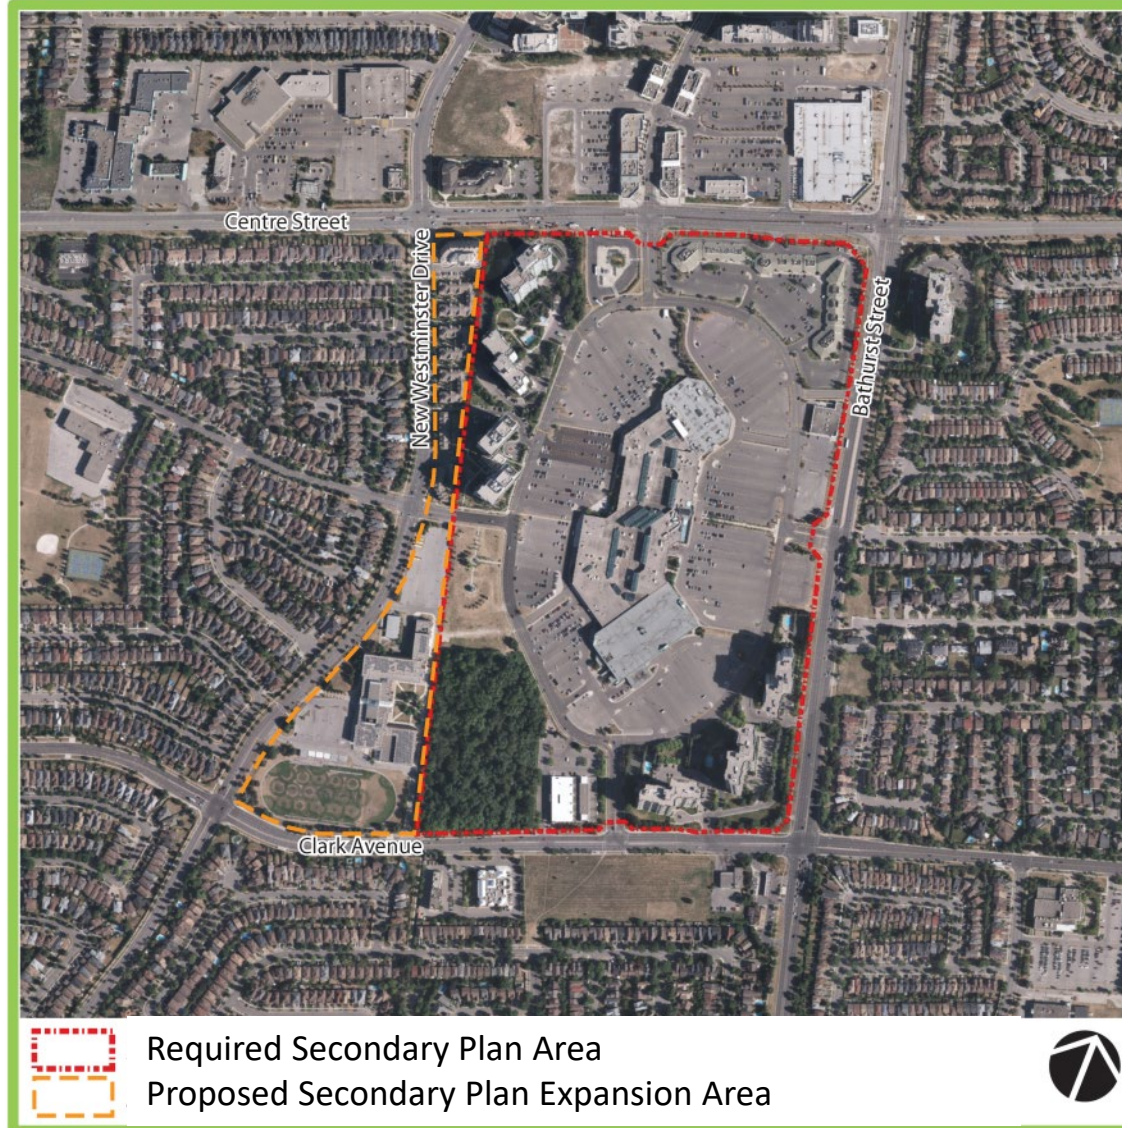 Centre Street
New Westminster Drive
Bathurst Street
Clark Avenue
Required Secondary Plan Area
Proposed Secondary Plan Expansion Area